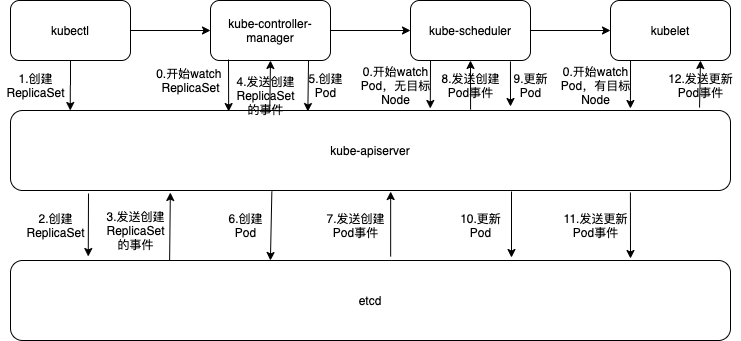 kubectl
kube-controller-
manager
kube-scheduler
kubelet
1.创建
ReplicaSet
0.开始watch
ReplicaSet
4.发送创建
ReplicaSet
的事件
5.创建
Pod
0.开始watch
Pod，无目标
Node
8.发送创建
Pod事件
9.更新
Pod
0.开始watch
Pod，有目标
Node
12.发送更新
Pod事件
kube-apiserver
2.创建
ReplicaSet
3.发送创建
ReplicaSet
的事件
6.创建
Pod
7.发送创建
Pod事件
10.更新
Pod
11.发送更新
Pod事件
etcd